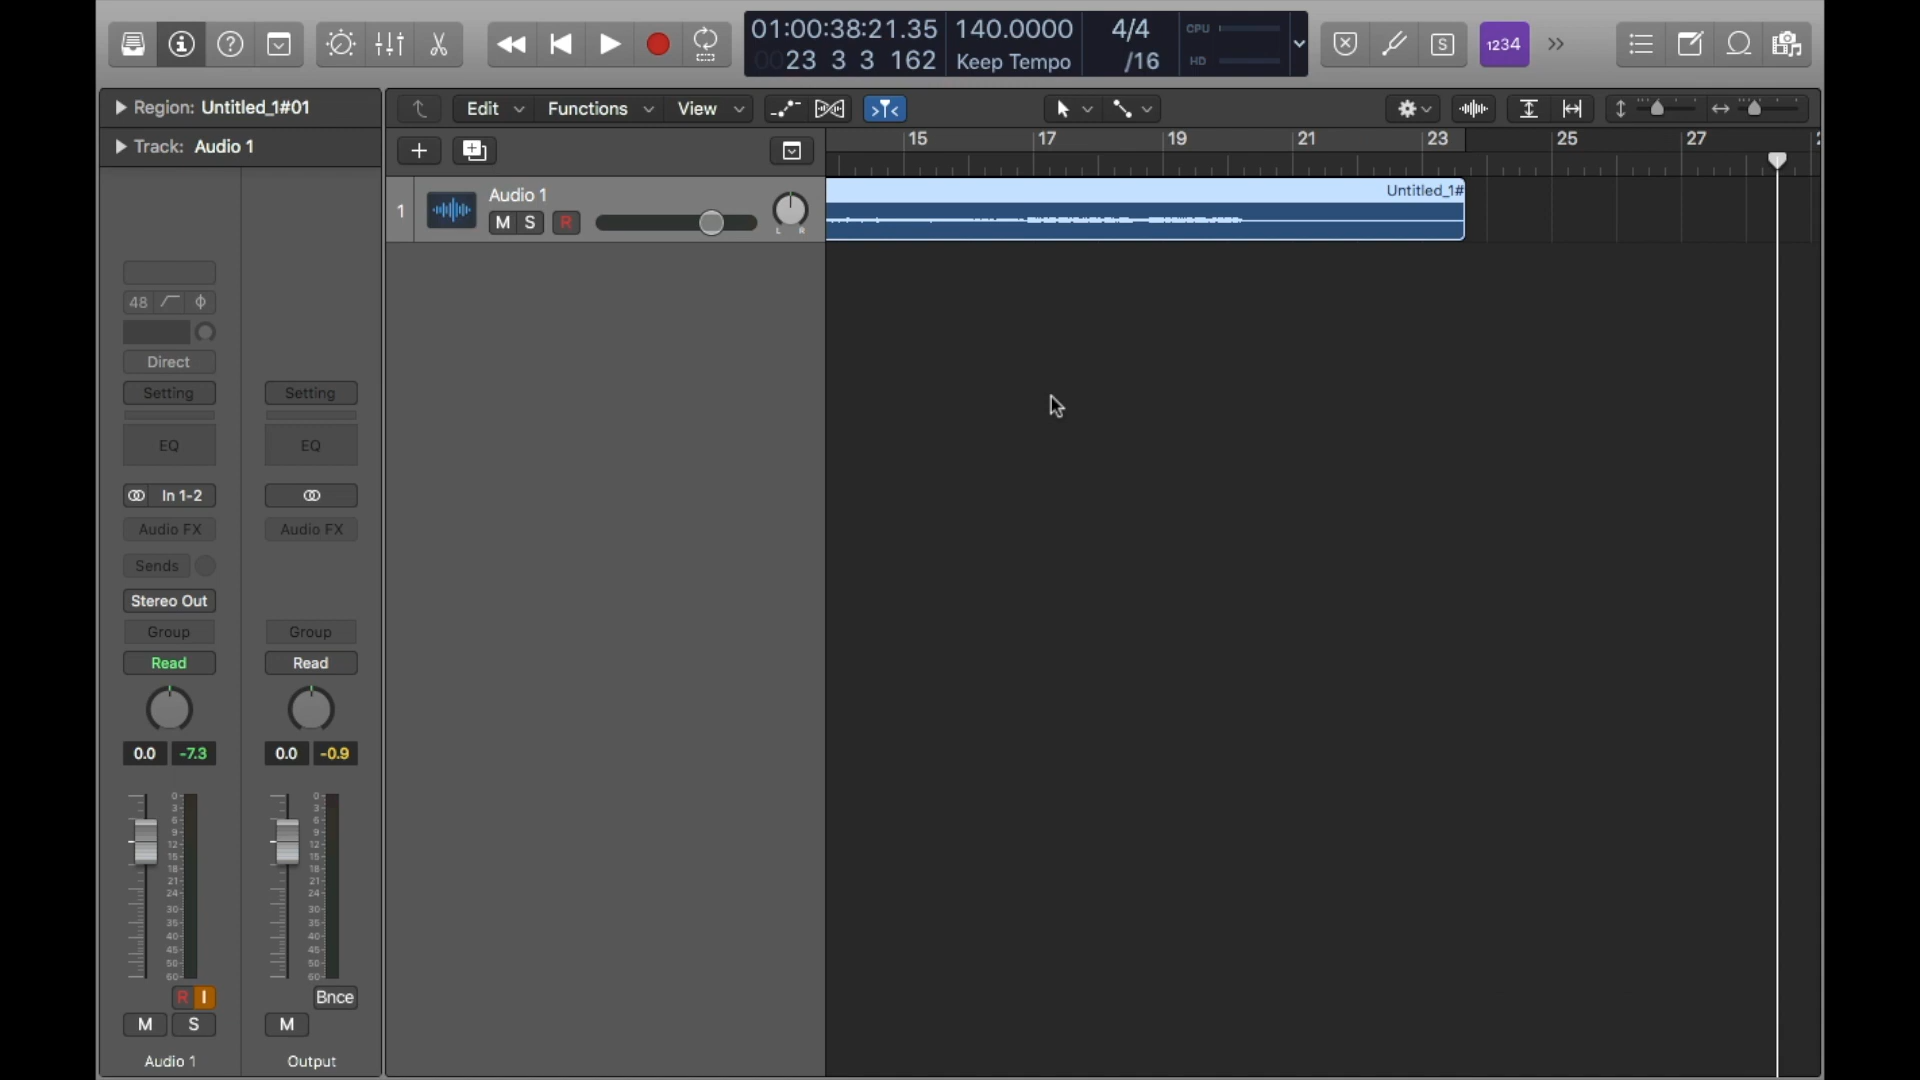 01:00:38:21.35
0023 3 3 162
140.0000
Keep Tempo
4/4
/16
CPU
HD
S
1234
Region: Untitled_1#01
Track: Audio 1
Edit
Functions
View
15
17
19
21
23
25
27
1
Audio 1
M S R
L R
Untitled_1#
48
Direct
Setting
Setting
EQ
EQ
In 1-2
Audio FX
Audio FX
Sends
Stereo Out
Group
Group
Read
Read
0.0 -7.3
0.0 -0.9
0 0
3 3
6 6
9 9
12 12
15 15
18 18
21 21
24 24
30 30
35 35
40 40
45 45
50 50
60 60
R I
Bnce
M S
M
Audio 1
Output